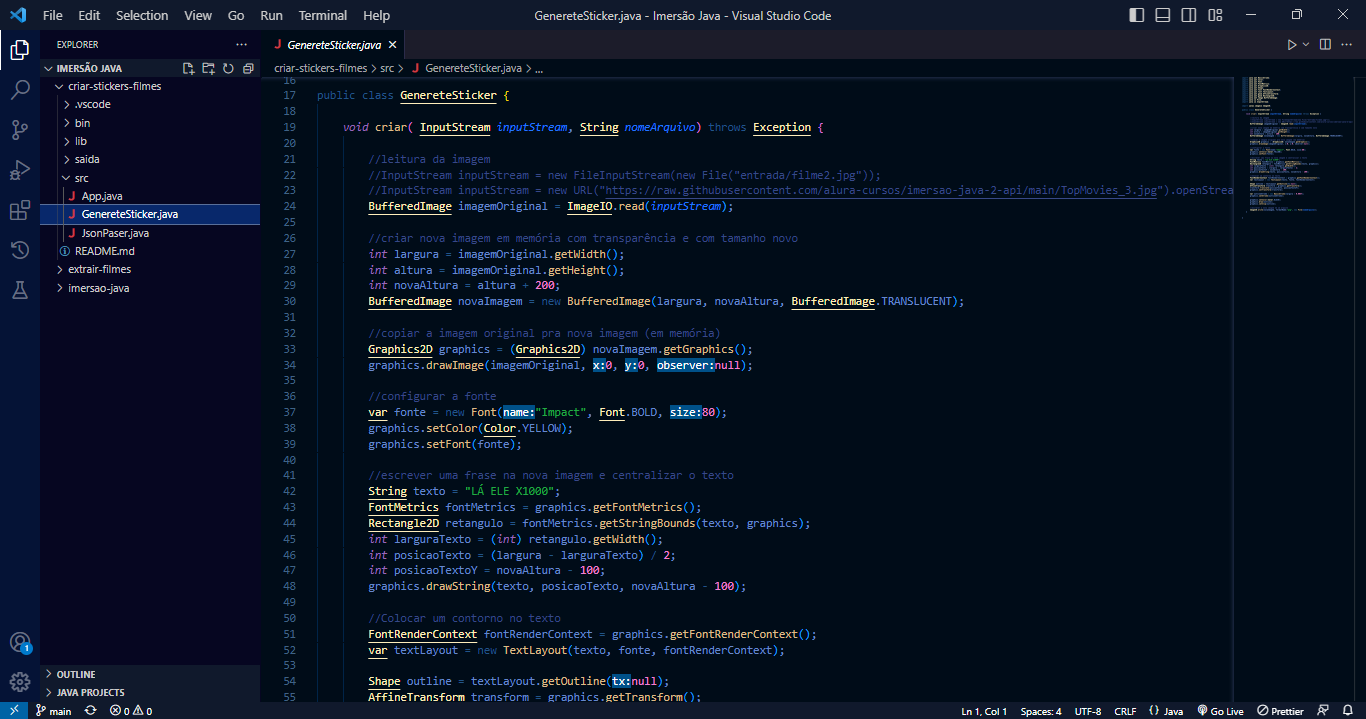 File Edit Selection View Go Run Terminal Help
GenereteSticker.java - Imersão Java - Visual Studio Code
EXPLORER
IMERSÃO JAVA
criar-stickers-filmes
.vscode
bin
lib
saida
src
J App.java
J GenereteSticker.java
J JsonPaser.java
README.md
extrair-filmes
imersao-java
OUTLINE
JAVA PROJECTS
J GenereteSticker.java
criar-stickers-filmes > src > J GenereteSticker.java > ...
16
17 public class GenereteSticker {
18
19 void criar( InputStream inputStream, String nomeArquivo) throws Exception {
20
21 //leitura da imagem
22 //InputStream inputStream = new FileInputStream(new File("entrada/filme2.jpg"));
23 //InputStream inputStream = new URL("https://raw.githubusercontent.com/alura-cursos/imersao-java-2-api/main/TopMovies_3.jpg").openStrea
24 BufferedImage imagemOriginal = ImageIO.read(inputStream);
25
26 //criar nova imagem em memória com transparência e com tamanho novo
27 int largura = imagemOriginal.getWidth();
28 int altura = imagemOriginal.getHeight();
29 int novaAltura = altura + 200;
30 BufferedImage novaImagem = new BufferedImage(largura, novaAltura, BufferedImage.TRANSLUCENT);
31
32 //copiar a imagem original pra nova imagem (em memória)
33 Graphics2D graphics = (Graphics2D) novaImagem.getGraphics();
34 graphics.drawImage(imagemOriginal, x:0, y:0, observer:null);
35
36 //configurar a fonte
37 var fonte = new Font(name:"Impact", Font.BOLD, size:80);
38 graphics.setColor(Color.YELLOW);
39 graphics.setFont(fonte);
40
41 //escrever uma frase na nova imagem e centralizar o texto
42 String texto = "LÁ ELE X1000";
43 FontMetrics fontMetrics = graphics.getFontMetrics();
44 Rectangle2D retangulo = fontMetrics.getStringBounds(texto, graphics);
45 int larguraTexto = (int) retangulo.getWidth();
46 int posicaoTexto = (largura - larguraTexto) / 2;
47 int posicaoTextoY = novaAltura - 100;
48 graphics.drawString(texto, posicaoTexto, novaAltura - 100);
49
50 //Colocar um contorno no texto
51 FontRenderContext fontRenderContext = graphics.getFontRenderContext();
52 var textLayout = new TextLayout(texto, fonte, fontRenderContext);
53
54 Shape outline = textLayout.getOutline(tx:null);
55 AffineTransform transform = graphics.getTransform();
1
main 0 0 Ln 1, Col 1 Spaces: 4 UTF-8 CRLF {} Java Go Live Prettier